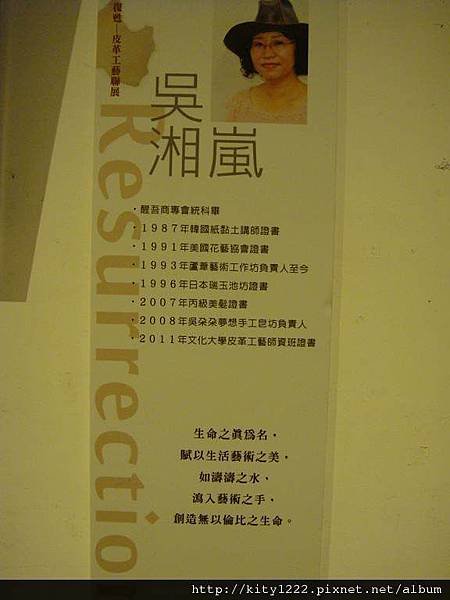 復甦—皮革工藝聯展
Resurrectio
吳
湘嵐
·醒吾商專會統科畢
·1987年韓國紙黏土講師證書
·1991年美國花藝協會證書
·1993年蘆葦藝術工作坊負責人至今
·1996年日本瑞玉池坊證書
·2007年丙級美髮證書
·2008年吳朵朵夢想手工皂坊負責人
·2011年文化大學皮革工藝師資班證書
生命之真為名，
賦以生活藝術之美，
如濤濤之水，
瀉入藝術之手，
創造無以倫比之生命。
http://kity1222.pixnet.net/album